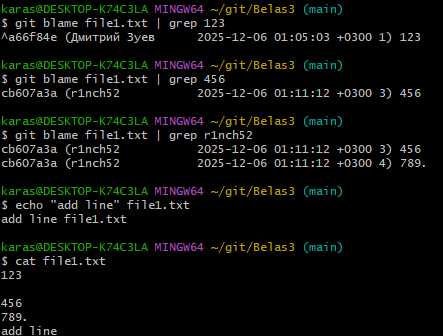 karas@DESKTOP-K74C3LA MINGW64 ~/git/Belas3 (main)
$ git blame file1.txt | grep 123
^a66f84e (Дмитрий Зуев     2025-12-06 01:05:03 +0300 1) 123
karas@DESKTOP-K74C3LA MINGW64 ~/git/Belas3 (main)
$ git blame file1.txt | grep 456
cb607a3a (r1nch52          2025-12-06 01:11:12 +0300 3) 456
karas@DESKTOP-K74C3LA MINGW64 ~/git/Belas3 (main)
$ git blame file1.txt | grep r1nch52
cb607a3a (r1nch52          2025-12-06 01:11:12 +0300 3) 456
cb607a3a (r1nch52          2025-12-06 01:11:12 +0300 4) 789.
karas@DESKTOP-K74C3LA MINGW64 ~/git/Belas3 (main)
$ echo "add line" file1.txt
add line file1.txt
karas@DESKTOP-K74C3LA MINGW64 ~/git/Belas3 (main)
$ cat file1.txt
123
456
789.
add line